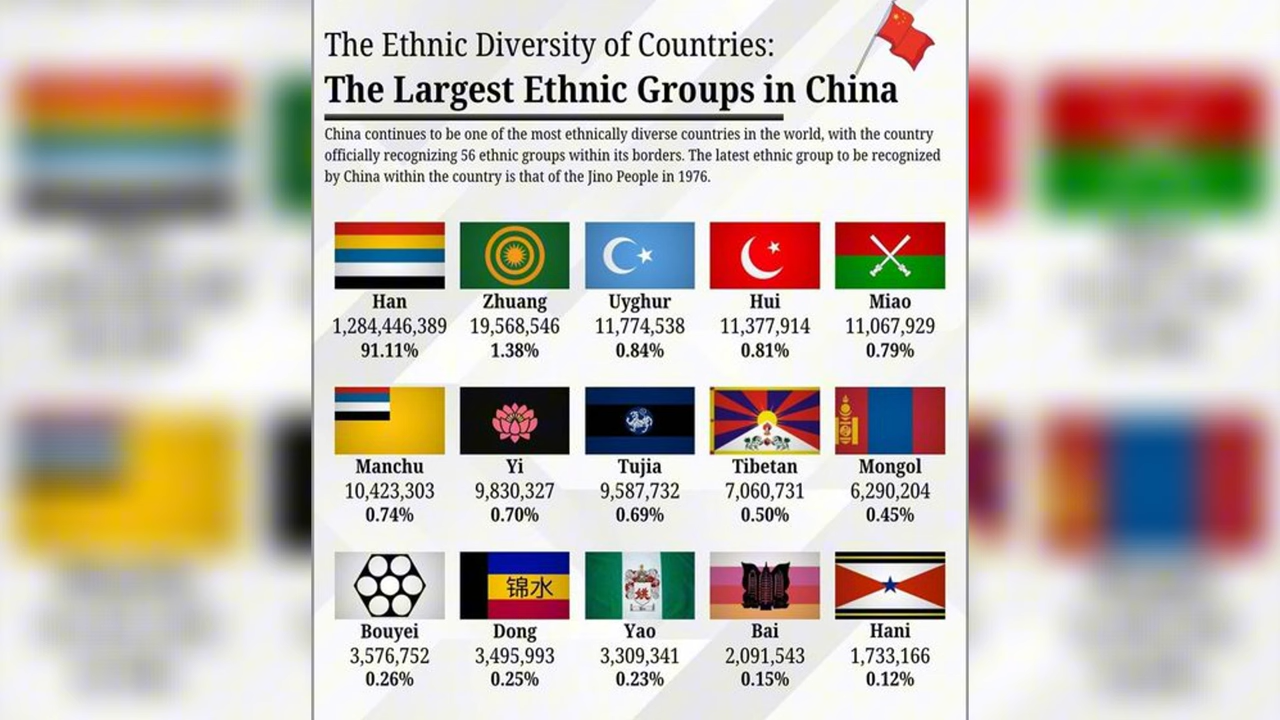 The Ethnic Diversity of Countries:
The Largest Ethnic Groups in China
China continues to be one of the most ethnically diverse countries in the world, with the country
officially recognizing 56 ethnic groups within its borders. The latest ethnic group to be recognized
by China within the country is that of the Jino People in 1976.
Han Zhuang Uyghur Hui Miao
1,284,446,389 19,568,546 11,774,538 11,377,914 11,067,929
91.11% 1.38% 0.84% 0.81% 0.79%
Manchu Yi Tujia Tibetan Mongol
10,423,303 9,830,327 9,587,732 7,060,731 6,290,204
0.74% 0.70% 0.69% 0.50% 0.45%
锦水
Bouyei Dong Yao Bai Hani
3,576,752 3,495,993 3,309,341 2,091,543 1,733,166
0.26% 0.25% 0.23% 0.15% 0.12%